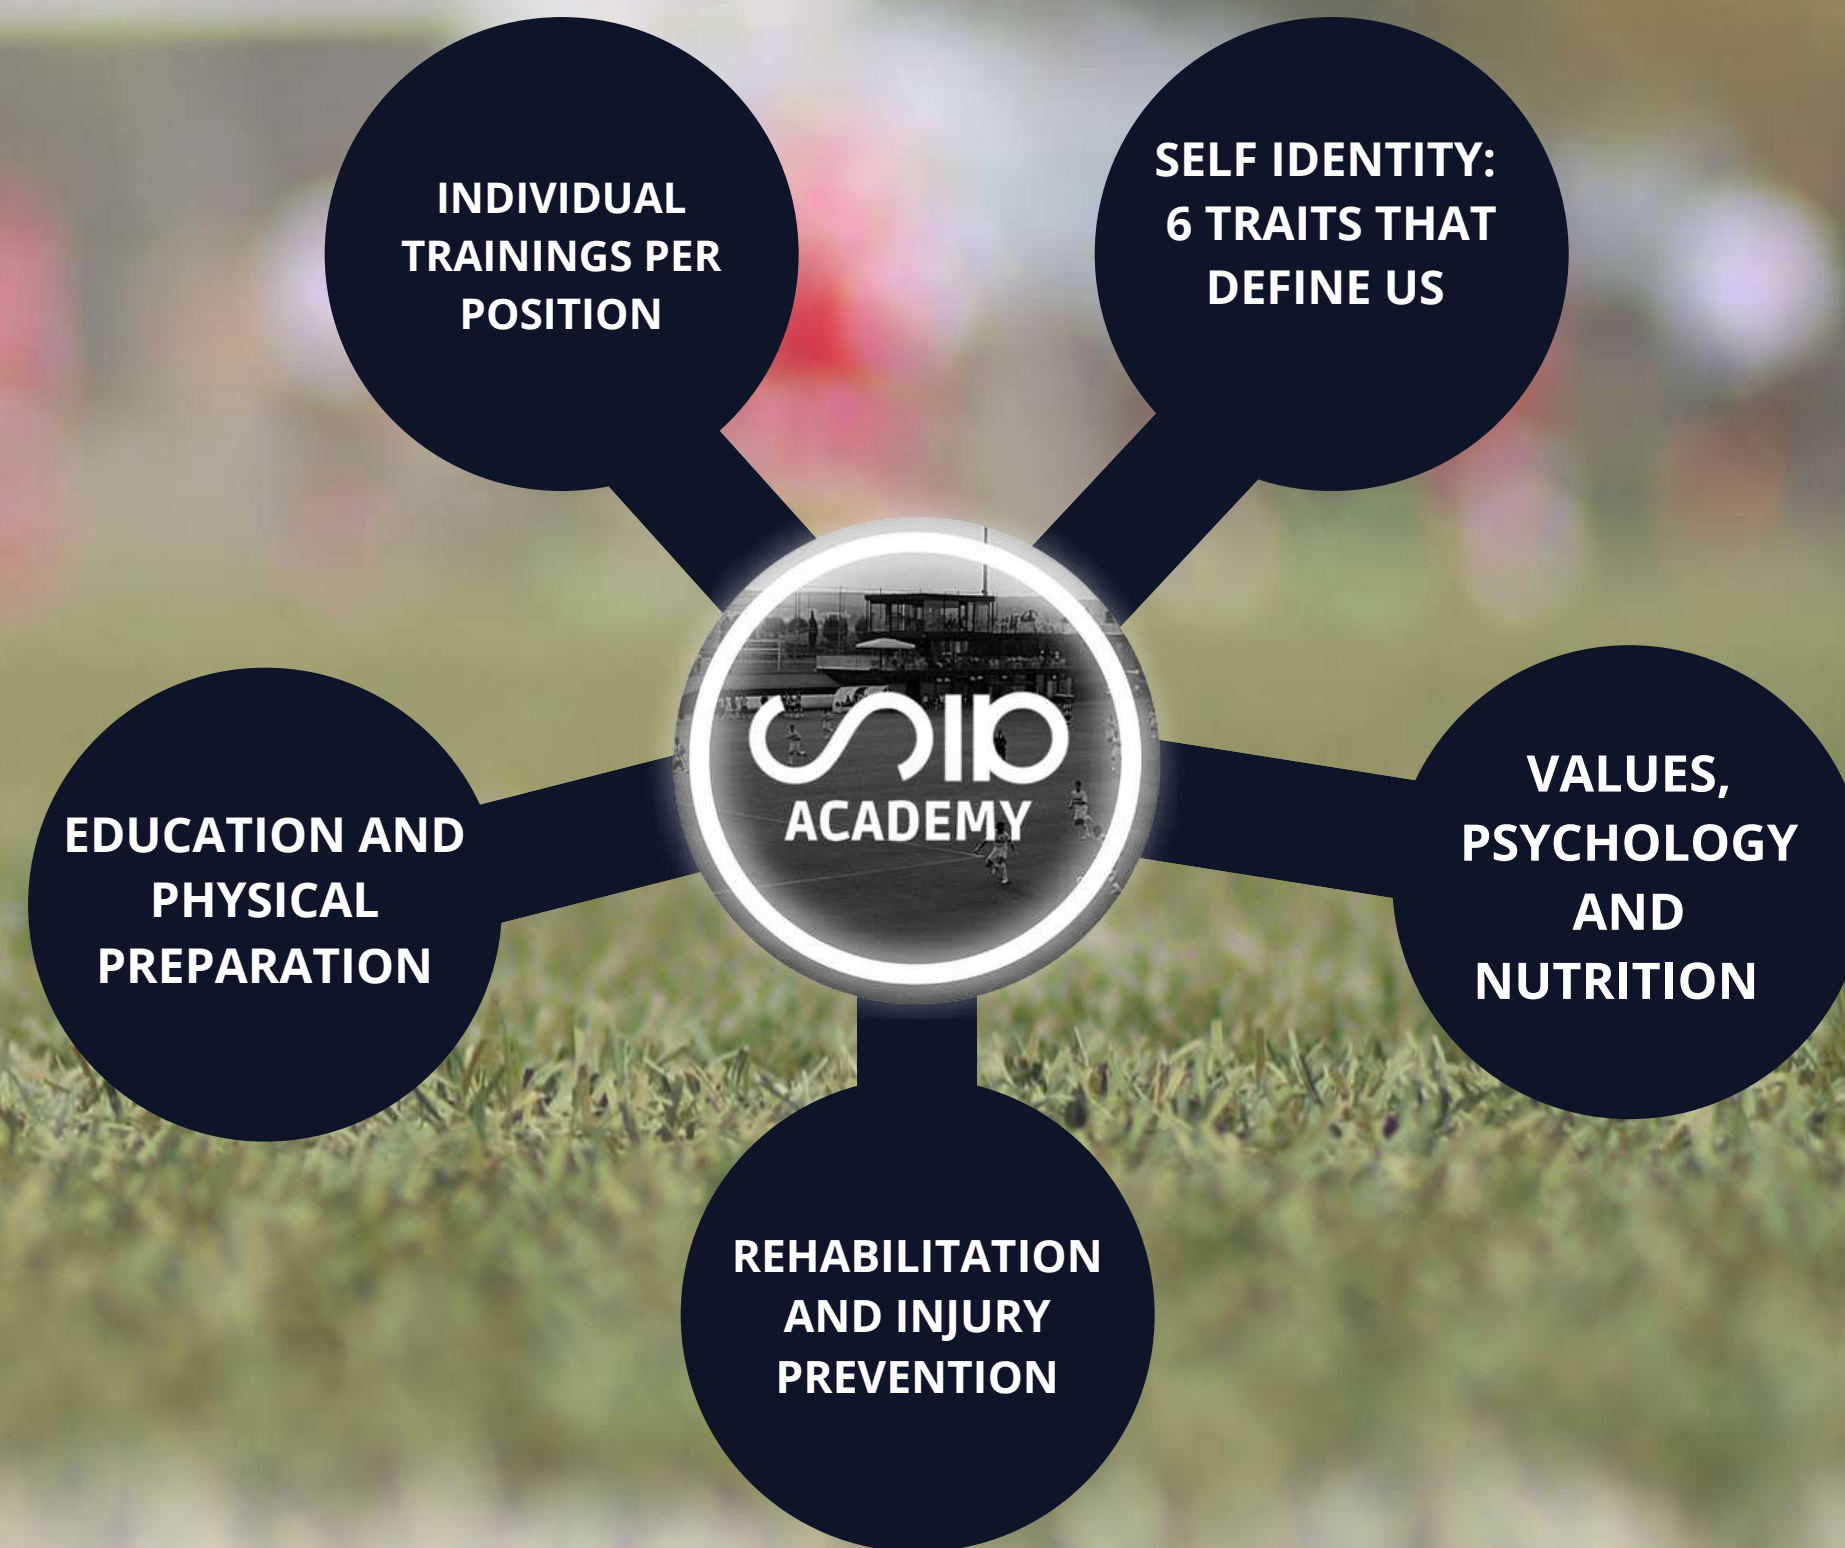 INDIVIDUAL
TRAININGS PER
POSITION
SELF IDENTITY:
6 TRAITS THAT
DEFINE US
EDUCATION AND
PHYSICAL
PREPARATION
ACADEMY
VALUES,
PSYCHOLOGY
AND
NUTRITION
REHABILITATION
AND INJURY
PREVENTION